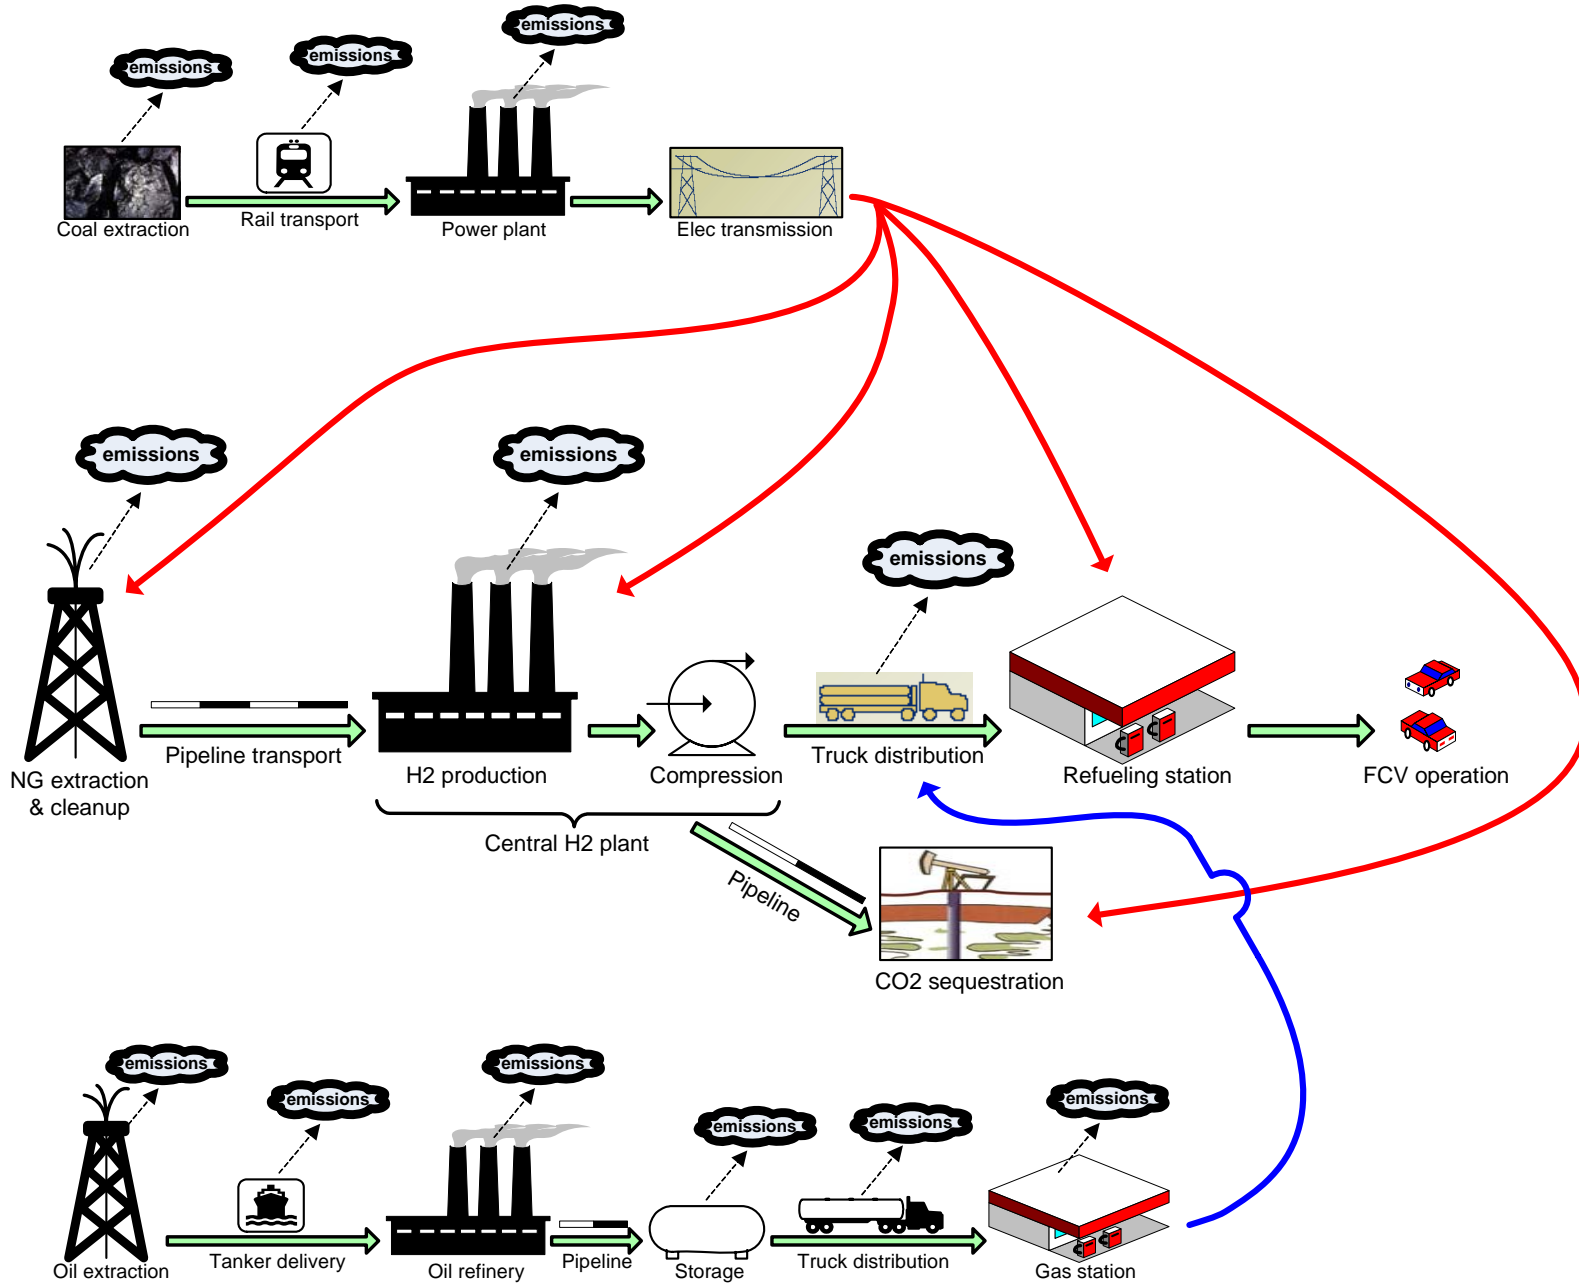 emissions
emissions
emissions
Coal extraction
Rail transport
Power plant
Elec transmission
emissions
emissions
emissions
NG extraction
& cleanup
Pipeline transport
H2 production
Compression
Truck distribution
Refueling station
FCV operation
Central H2 plant
Pipeline
CO2 sequestration
emissions
emissions
emissions
emissions
emissions
emissions
Oil extraction
Tanker delivery
Oil refinery
Pipeline
Storage
Truck distribution
Gas station